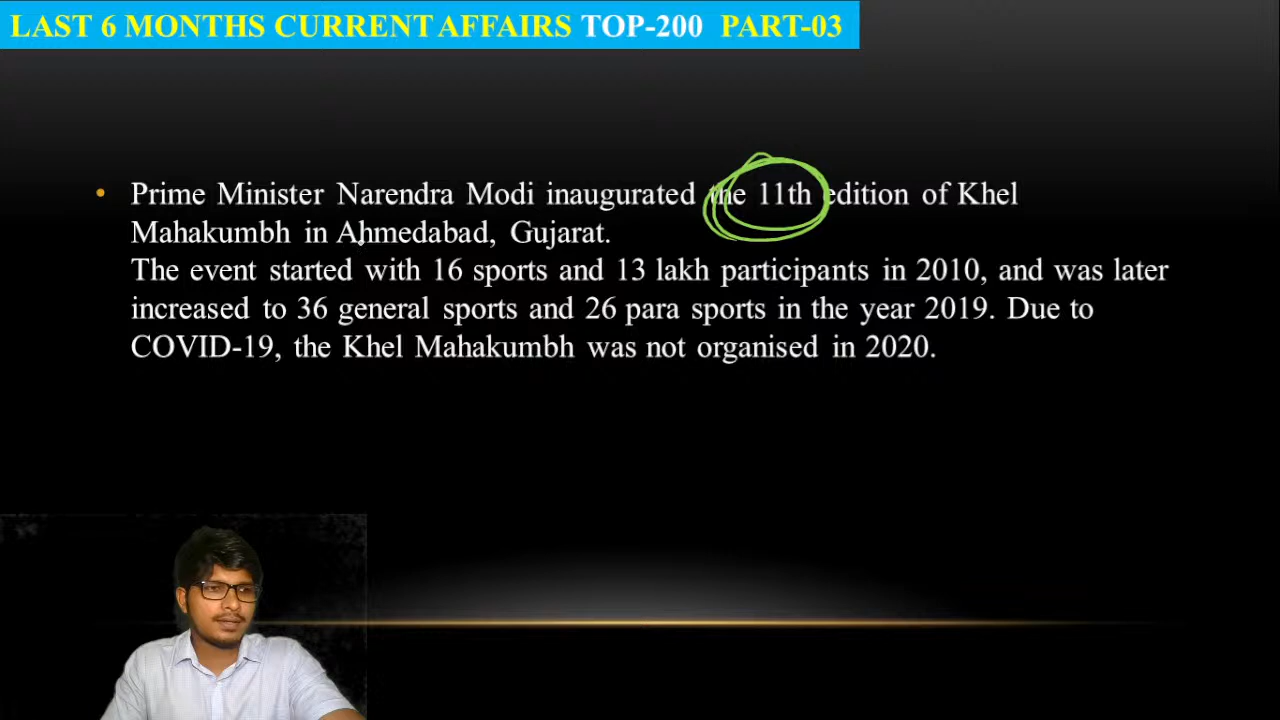 LAST 6 MONTHS CURRENT AFFAIRS TOP-200 PART-03
• Prime Minister Narendra Modi inaugurated the 11th edition of Khel
Mahakumbh in Ahmedabad, Gujarat.
The event started with 16 sports and 13 lakh participants in 2010, and was later
increased to 36 general sports and 26 para sports in the year 2019. Due to
COVID-19, the Khel Mahakumbh was not organised in 2020.